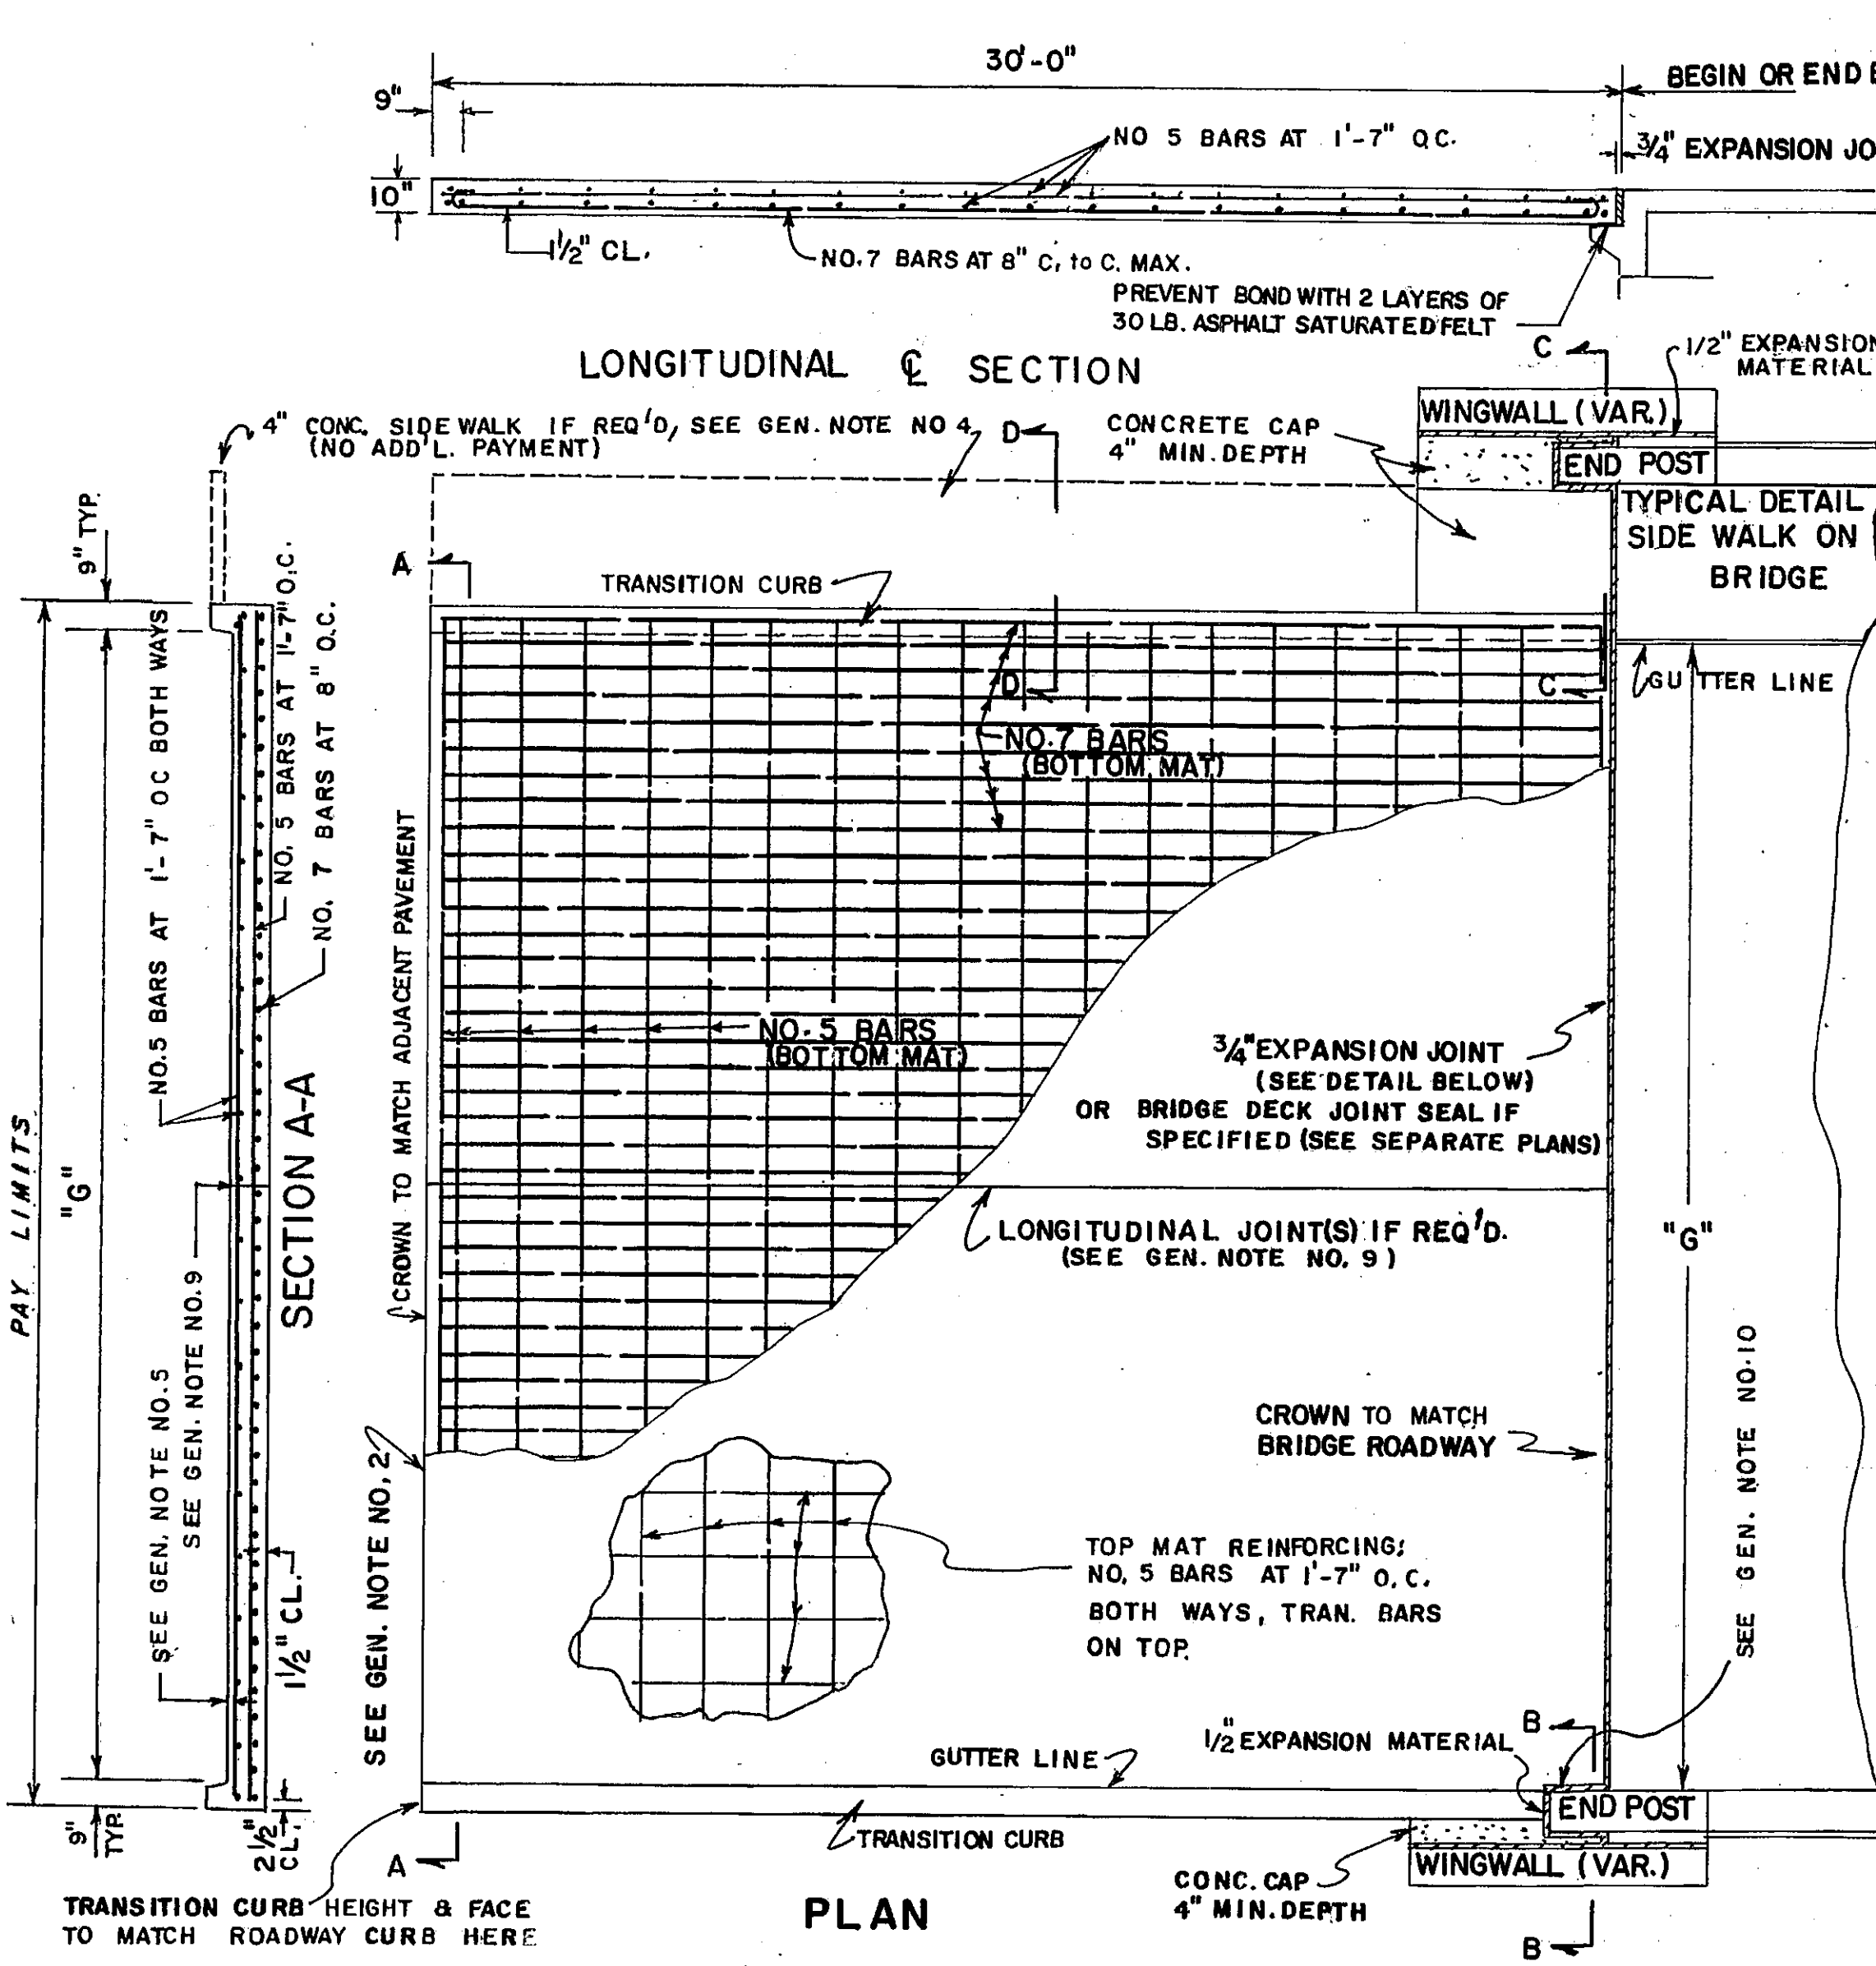 30'-0"
BEGIN OR END
9"
NO 5 BARS AT 1'-7" O.C.
3/4" EXPANSION JO
10"
1 1/2" CL.
NO. 7 BARS AT 8" C. to C. MAX.
PREVENT BOND WITH 2 LAYERS OF
30 LB. ASPHALT SATURATED FELT
LONGITUDINAL ℄ SECTION
C
1/2" EXPANSION
MATERIAL
4" CONC. SIDE WALK IF REQ'D, SEE GEN. NOTE NO 4
(NO ADD'L. PAYMENT)
D
CONCRETE CAP
4" MIN. DEPTH
WINGWALL (VAR.)
END POST
TYPICAL DETAIL
SIDE WALK ON
BRIDGE
9" TYP.
A
TRANSITION CURB
D
C
GUTTER LINE
NO. 7 BARS
(BOTTOM MAT)
NO. 5 BARS AT 1'-7" OC BOTH WAYS
NO. 5 BARS AT 1'-7" O.C.
NO. 7 BARS AT 8" O.C.
CROWN TO MATCH ADJACENT PAVEMENT
NO. 5 BARS
(BOTTOM MAT)
3/4" EXPANSION JOINT
(SEE DETAIL BELOW)
OR BRIDGE DECK JOINT SEAL IF
SPECIFIED (SEE SEPARATE PLANS)
PAY LIMITS
"G"
SECTION A-A
LONGITUDINAL JOINT(S) IF REQ'D.
(SEE GEN. NOTE NO. 9)
"G"
SEE GEN. NOTE NO.5
SEE GEN. NOTE NO.9
1 1/2" CL.
SEE GEN. NOTE NO. 2
CROWN TO MATCH
BRIDGE ROADWAY
SEE GEN. NOTE NO.10
TOP MAT REINFORCING;
NO. 5 BARS AT 1'-7" O.C.
BOTH WAYS, TRAN. BARS
ON TOP.
1/2" EXPANSION MATERIAL
B
GUTTER LINE
END POST
9"
TYP.
2 1/2"
CL.
A
TRANSITION CURB
WINGWALL (VAR.)
CONC. CAP
4" MIN. DEPTH
TRANSITION CURB HEIGHT & FACE
TO MATCH ROADWAY CURB HERE
PLAN
B